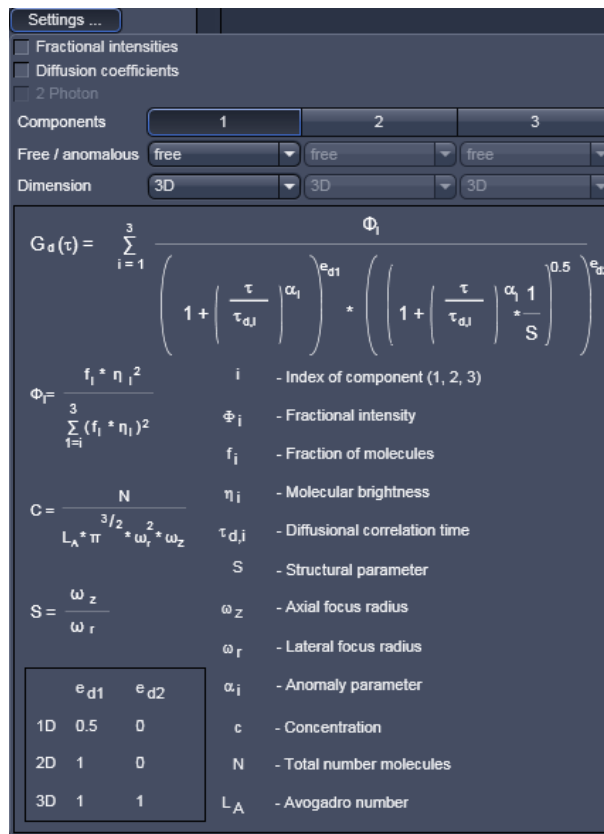 Settings ...
Fractional intensities
Diffusion coefficients
2 Photon
Components 1 2 3
Free / anomalous free free free
Dimension 3D 3D 3D
G d (τ) = 3 ∑ i = 1 Φ I
( 1 + ( τ / τ d,I ) α I ) e d1 * ( ( 1 + ( τ / τ d,I ) α I * 1 / S ) 0.5 ) e d
Φ I = f I * η I 2 / 3 ∑ 1=i (f I * η I ) 2
C = N / L A * π 3/2 * ω r 2 * ω Z
S = ω z / ω r
e d1 e d2
1D 0.5 0
2D 1 0
3D 1 1
i - Index of component (1, 2, 3)
Φ i - Fractional intensity
f i - Fraction of molecules
η i - Molecular brightness
τ d,i - Diffusional correlation time
S - Structural parameter
ω Z - Axial focus radius
ω r - Lateral focus radius
α i - Anomaly parameter
c - Concentration
N - Total number molecules
L A - Avogadro number